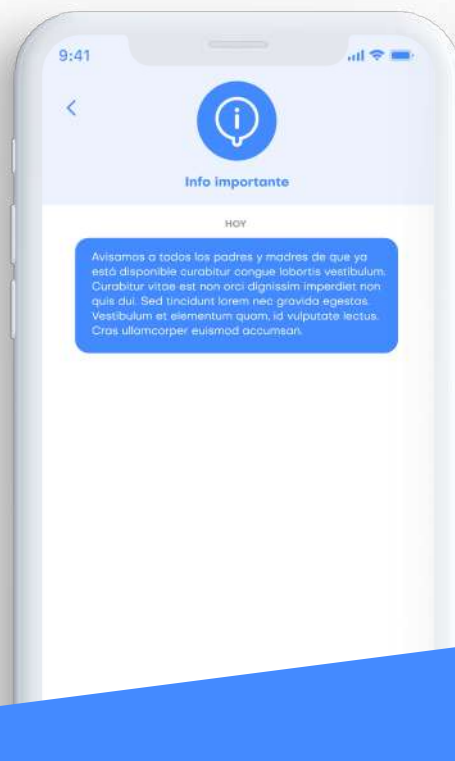 9:41
Info importante
HOY
Avisamos a todos los padres y madres de que ya
está disponible curabitur congue lobortis vestibulum.
Curabitur vitae est non orci dignissim imperdiet non
quis dui. Sed tincidunt lorem nec gravida egestas.
Vestibulum et elementum quam, id vulputate lectus.
Cras ullamcorper euismod accumsan.